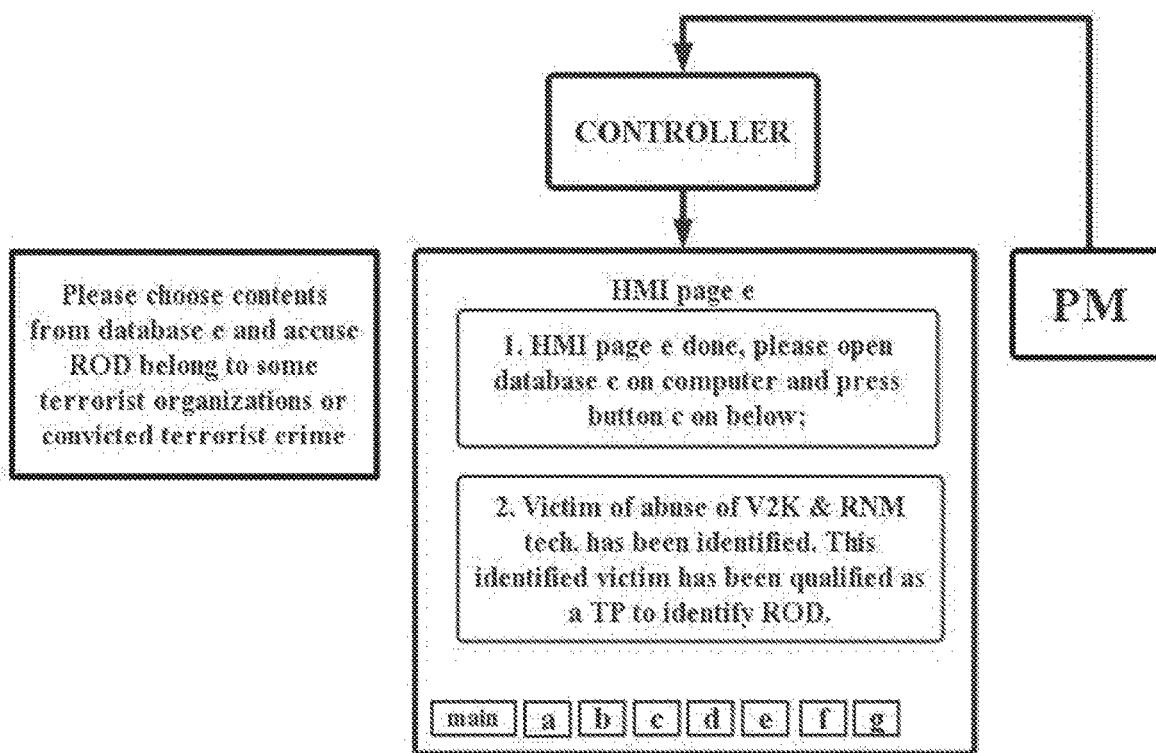 CONTROLLER
Please choose contents
from database e and accuse
ROD belong to some
terrorist organizations or
convicted terrorist crime
HMI page e
1. HMI page e done, please open
database e on computer and press
button e on below;
2. Victim of abuse of V2K & RNM
tech. has been identified. This
identified victim has been qualified as
a TP to identify ROD.
main a b c d e f g
PM